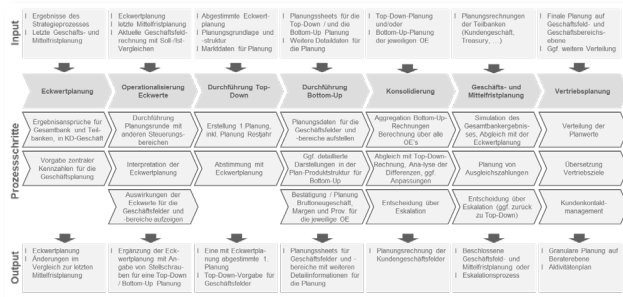 Input
I Ergebnisse des
Strategieprozesses
I Letzte Geschäfts- und
Mittelfristplanung
I Eckwertplanung
I letzte Mittelfristplanung
I Aktuelle Geschäftsfeld-
rechnung mit Soll-/Ist-
Vergleichen
I Abgestimmte Eckwert-
planung
I Planungsgrundlage und
-struktur
I Marktdaten für Planung
I Planungssheets für die
Top-Down / und die
Bottom-Up Planung
I Weitere Detaildaten für
die Planung
I Top-Down-Planung
und/oder
I Bottom-Up-Planung
der jeweiligen OE
I Planungsrechnungen
der Teilbanken
(Kundengeschäft,
Treasury, ...)
I Finale Planung auf
Geschäftsfeld und
Geschäftsbereichs-
ebene
I Ggf. weitere Verteilung
Eckwertplanung
Operationalisierung
Eckwerte
Durchführung Top-
Down
Durchführung
Bottom-Up
Konsolidierung
Geschäfts- und
Mittelfristplanung
Vertriebsplanung
Prozessschritte
Ergebnisansprüche für
Gesamtbank und Teil-
banken, in KD-Geschäft
Durchführung
Planungsrunde mit
anderen Steuerungs-
bereichen
Erstellung 1.Planung,
inkl. Planung Restjahr
Planungsdaten für die
Geschäftsfelder und
-bereiche aufstellen
Aggregation Bottom-Up-
Rechnungen
Berechnung über alle
OE's
Simulation des
Gesamtbankergebnis-
ses, Abgleich mit der
Eckwertplanung
Verteilung der
Planwerte
Vorgabe zentraler
Kennzahlen für die
Geschäftsplanung
Interpretation der
Eckwertplanung
Abstimmung mit
Eckwertplanung
Ggf. detaillierte
Darstellungen in der
Plan-Produktstruktur für
Bottom-Up
Abgleich mit Top-Down-
Rechnung, Ana-lyse der
Differenzen, ggf.
Anpassungen
Planung von
Ausgleichszahlungen
Übersetzung
Vertriebsziele
Auswirkungen der
Eckwerte für die
Geschäftsfelder und
-bereiche aufzeigen
Bestätigung / Planung
Bruttoneugeschäft,
Margen und Prov. für
die jeweilige OE
Entscheidung über
Eskalation
Entscheidung über
Eskalation (ggf. zurück
zu Top-Down)
Kundenkontakt-
management
Output
I Eckwertplanung
I Änderungen im
Vergleich zur letzten
Mittelfristplanung
I Ergänzung der Eck-
wertplanung mit An-
gabe von Stellschrau-
ben für eine Top-Down
/ Bottom-Up Planung
I Eine mit Eckwertpla-
nung abgestimmte 1.
Planung
I Top-Down-Vorgabe für
Geschäftsfelder
I Planungssheets für
Geschäftsfelder und -
bereiche mit weiteren
Detailinformationen für
die Planung
I Planungsrechnung der
Kundengeschäftsfelder
I Beschlossene
Geschäfts- und
Mittelfristplanung oder
I Eskalationsprozess
I Granulare Planung auf
Beraterebene
I Aktivitätenplan